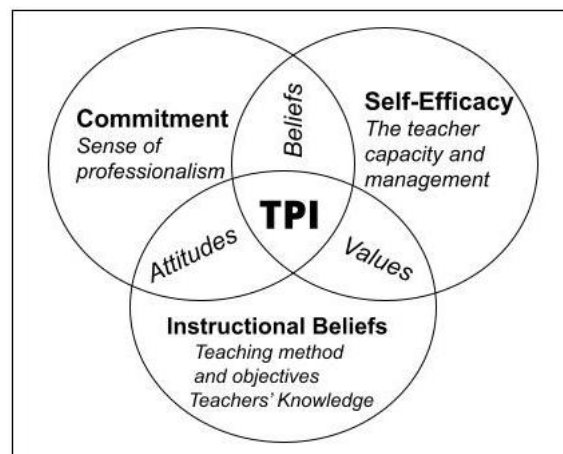 Commitment
Sense of
professionalism
Beliefs
Self-Efficacy
The teacher
capacity and
management
TPI
Attitudes
Values
Instructional Beliefs
Teaching method
and objectives
Teachers' Knowledge